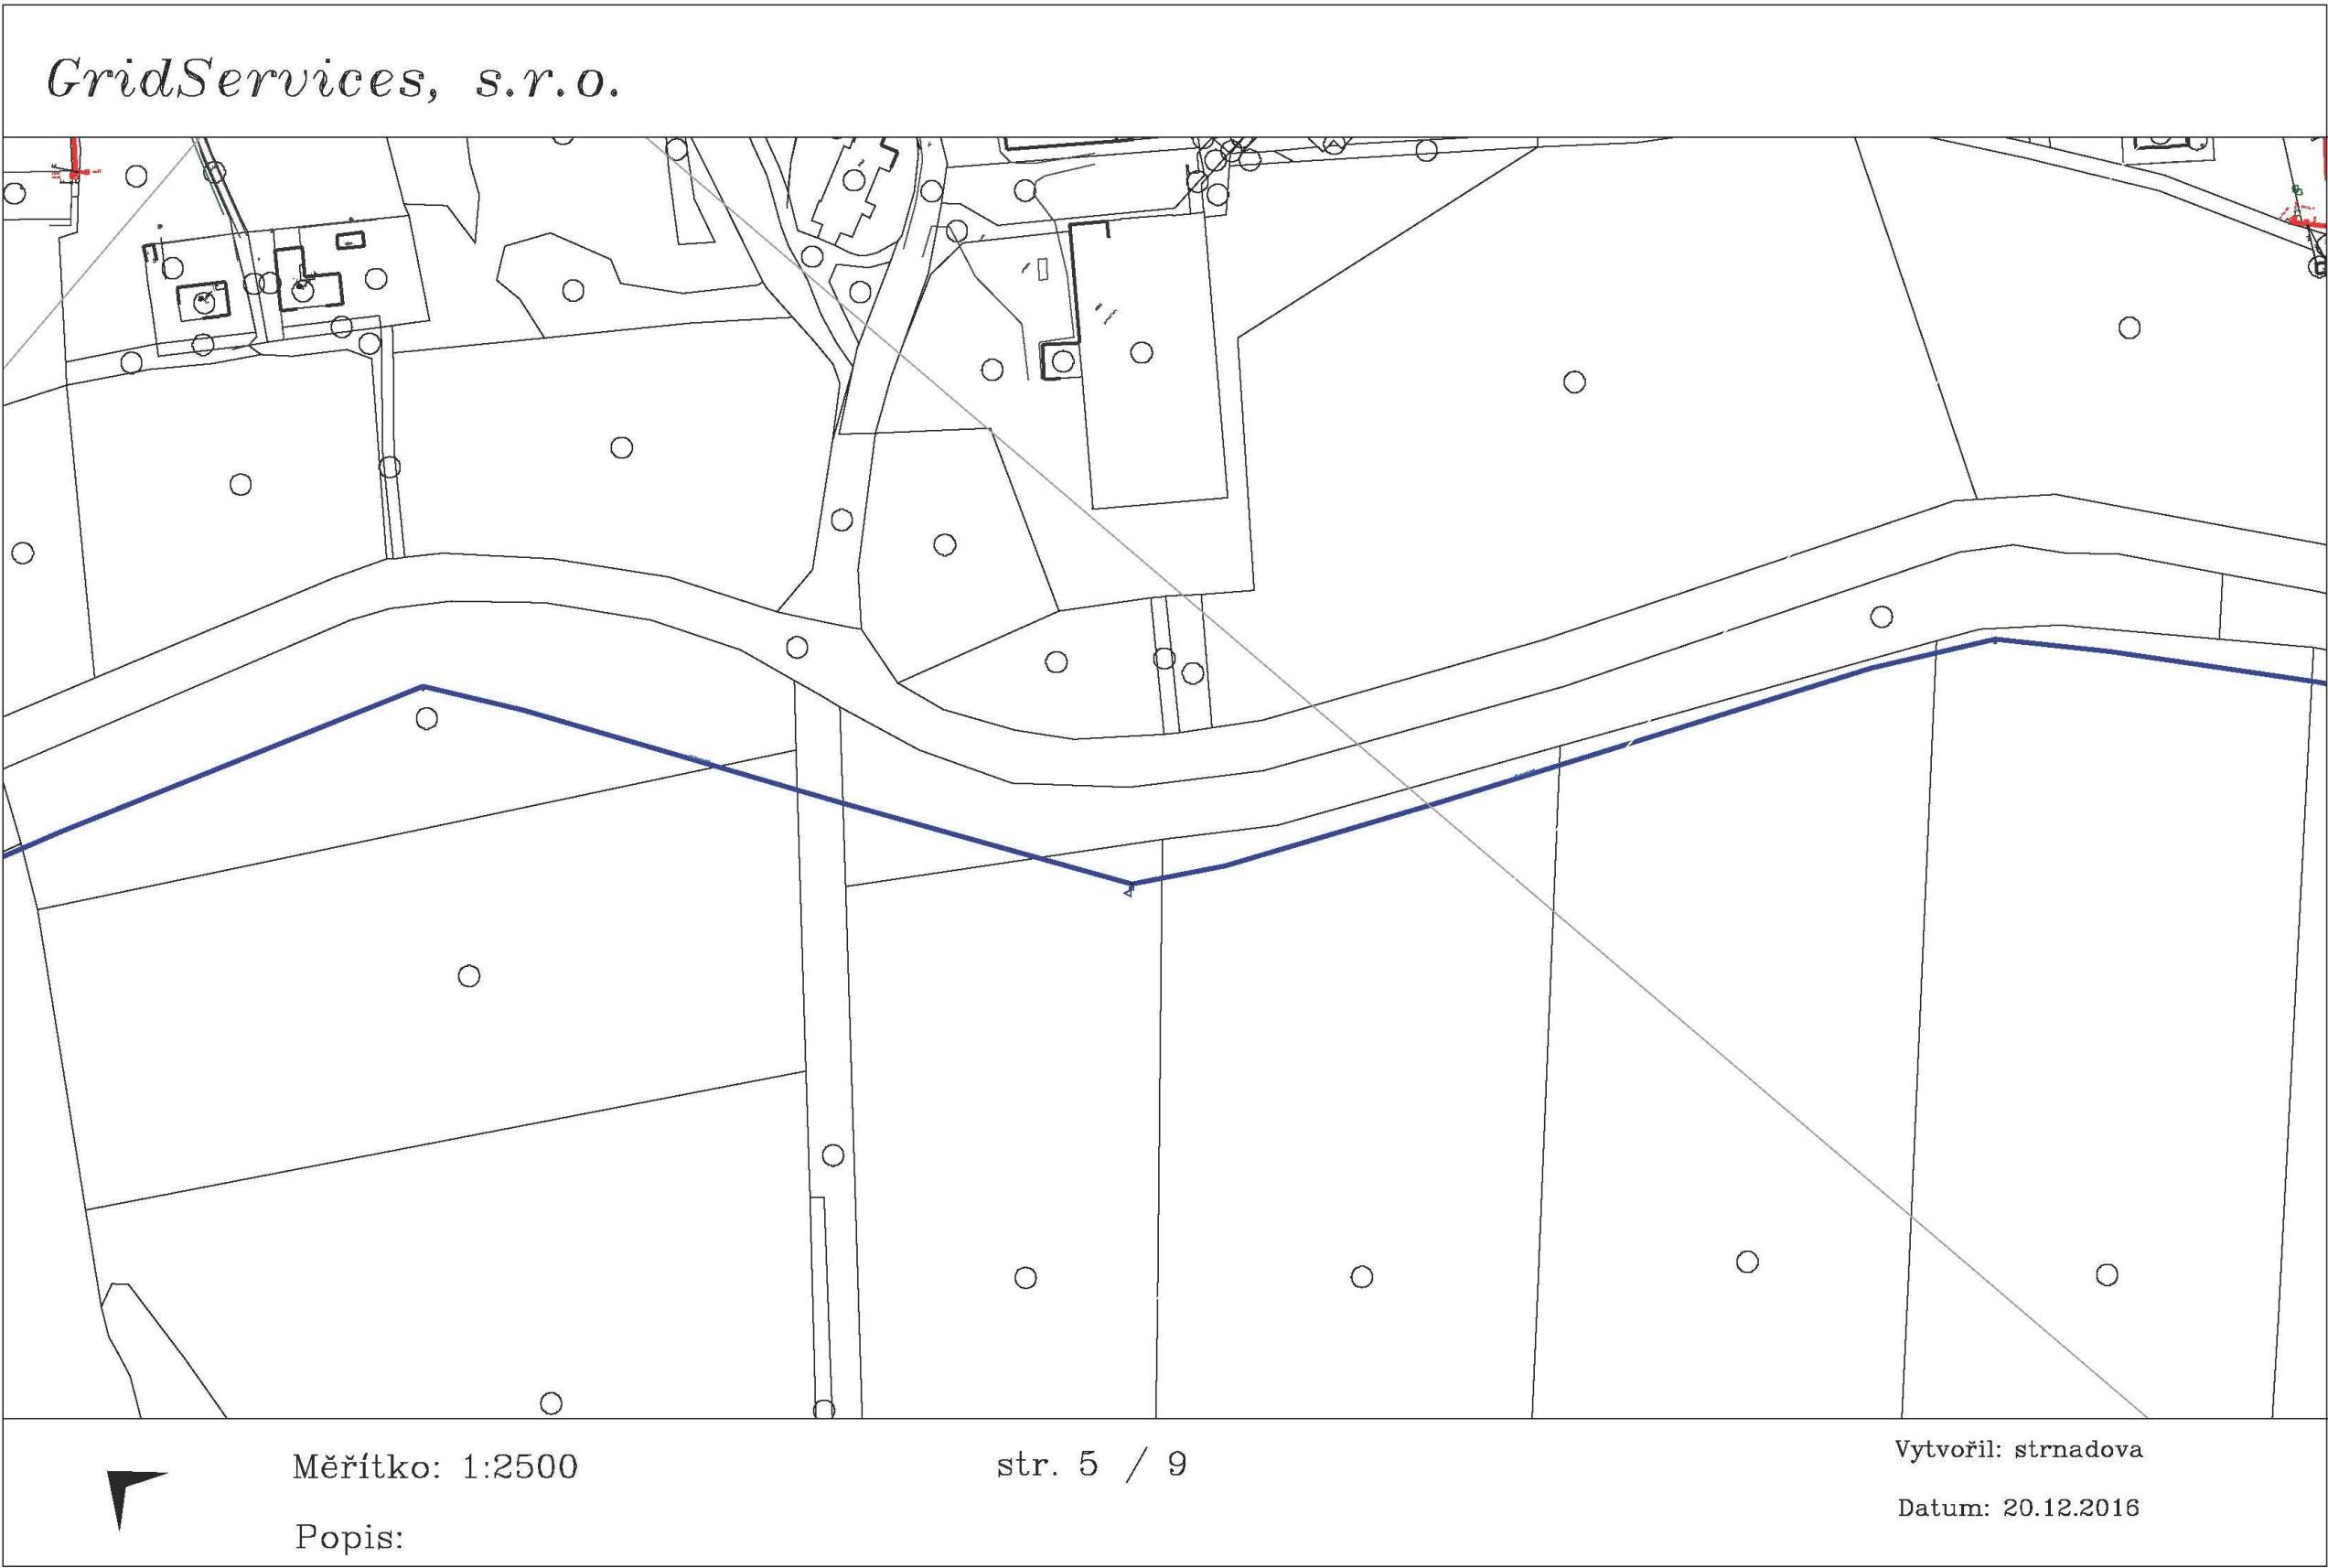 GridServices, s.r.o.
Měřítko: 1:2500
str. 5 / 9
Vytvořil: strnadova
Datum: 20.12.2016
Popis: